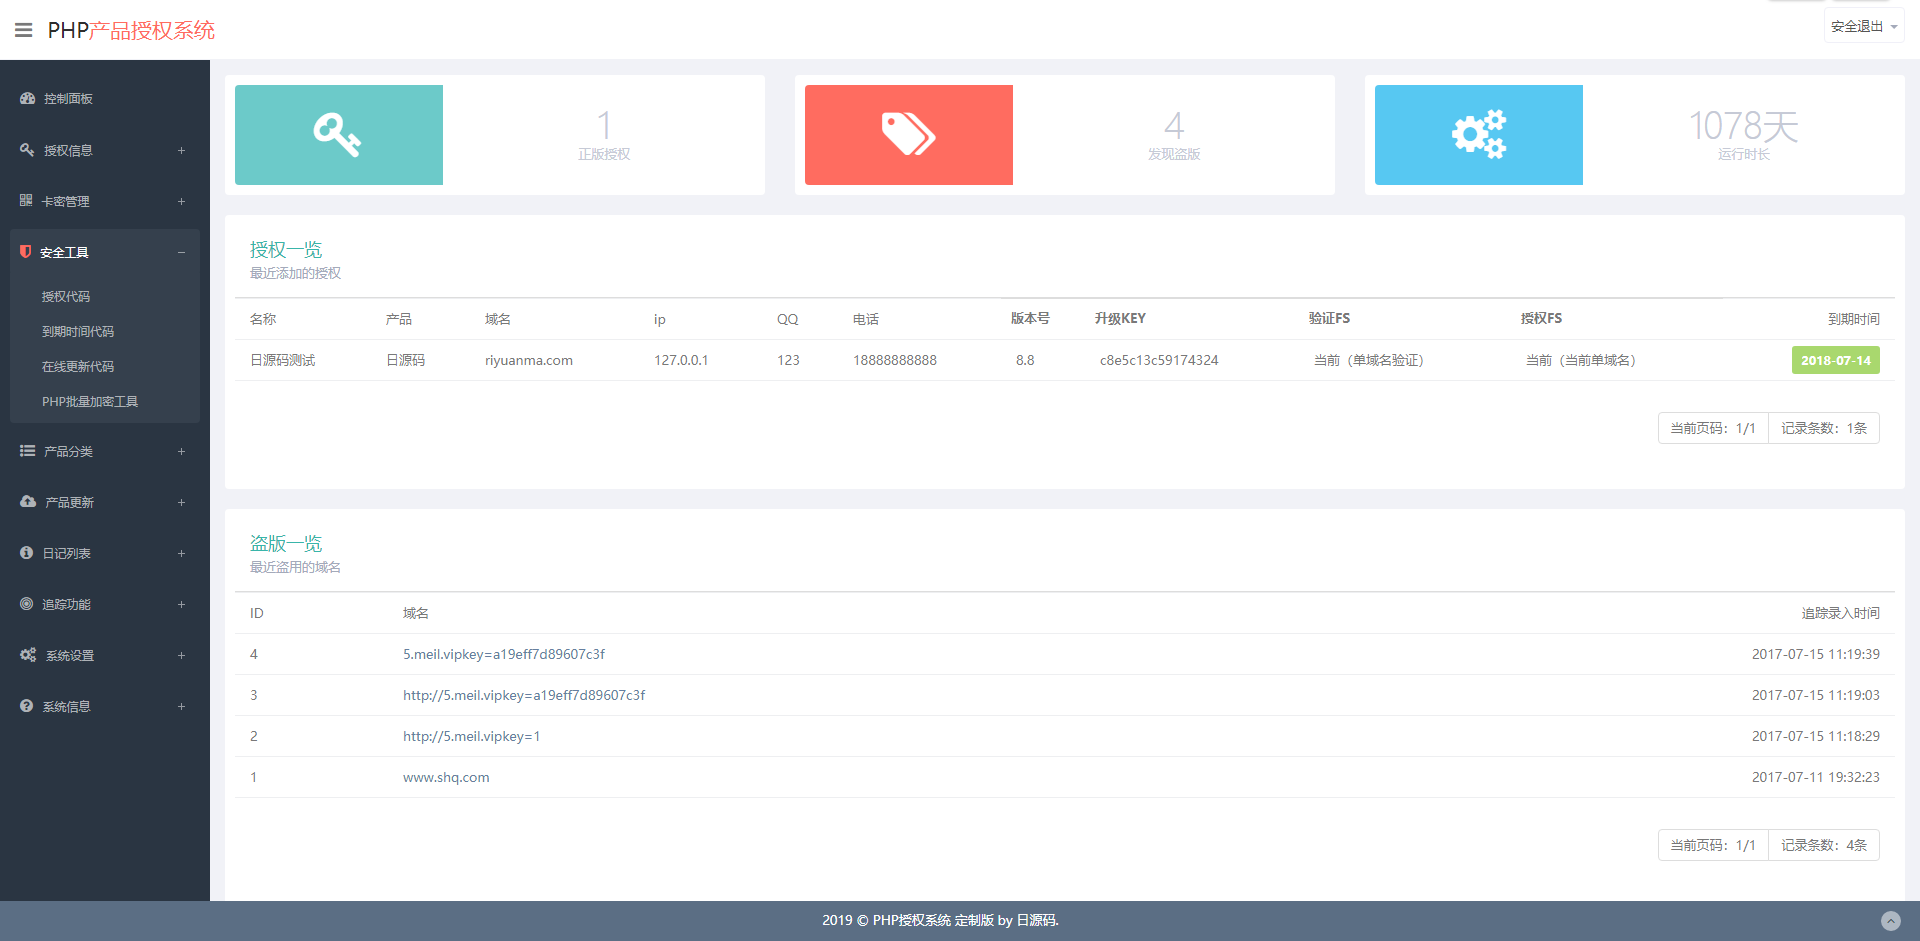 PHP产品授权系统
安全退出
控制面板
授权信息 +
卡密管理 +
安全工具 −
授权代码
到期时间代码
在线更新代码
PHP批量加密工具
产品分类 +
产品更新 +
日记列表 +
追踪功能 +
系统设置 +
系统信息 +
1
正版授权
4
发现盗版
1078天
运行时长
授权一览
最近添加的授权
名称 产品 域名 ip QQ 电话 版本号 升级KEY 验证FS 授权FS 到期时间
日源码测试 日源码 riyuanma.com 127.0.0.1 123 18888888888 8.8 c8e5c13c59174324 当前（单域名验证） 当前（当前单域名） 2018-07-14
当前页码：1/1 记录条数：1条
盗版一览
最近盗用的域名
ID 域名 追踪录入时间
4 5.meil.vipkey=a19eff7d89607c3f 2017-07-15 11:19:39
3 http://5.meil.vipkey=a19eff7d89607c3f 2017-07-15 11:19:03
2 http://5.meil.vipkey=1 2017-07-15 11:18:29
1 www.shq.com 2017-07-11 19:32:23
当前页码：1/1 记录条数：4条
2019 © PHP授权系统 定制版 by 日源码.